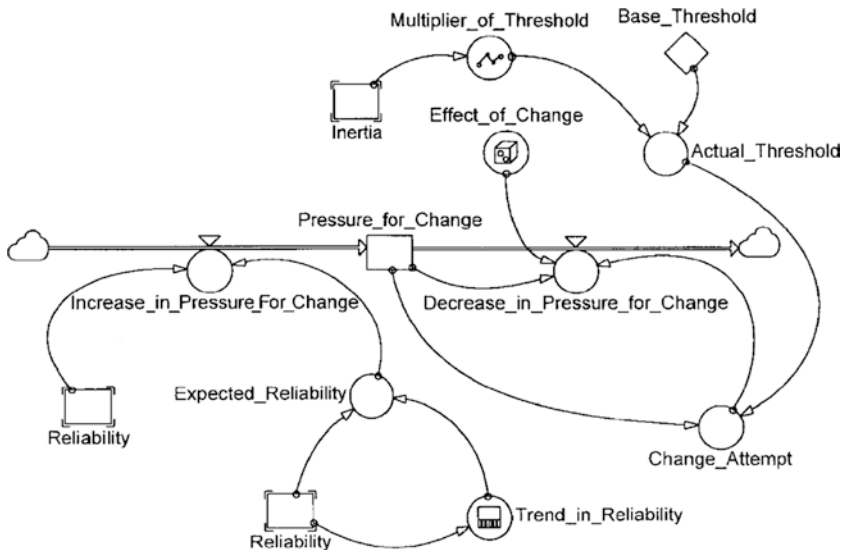 Multiplier_of_Threshold
Base_Threshold
Inertia
Effect_of_Change
Actual_Threshold
Pressure_for_Change
Increase_in_Pressure_For_Change
Decrease_in_Pressure_for_Change
Expected_Reliability
Reliability
Change_Attempt
Reliability
Trend_in_Reliability